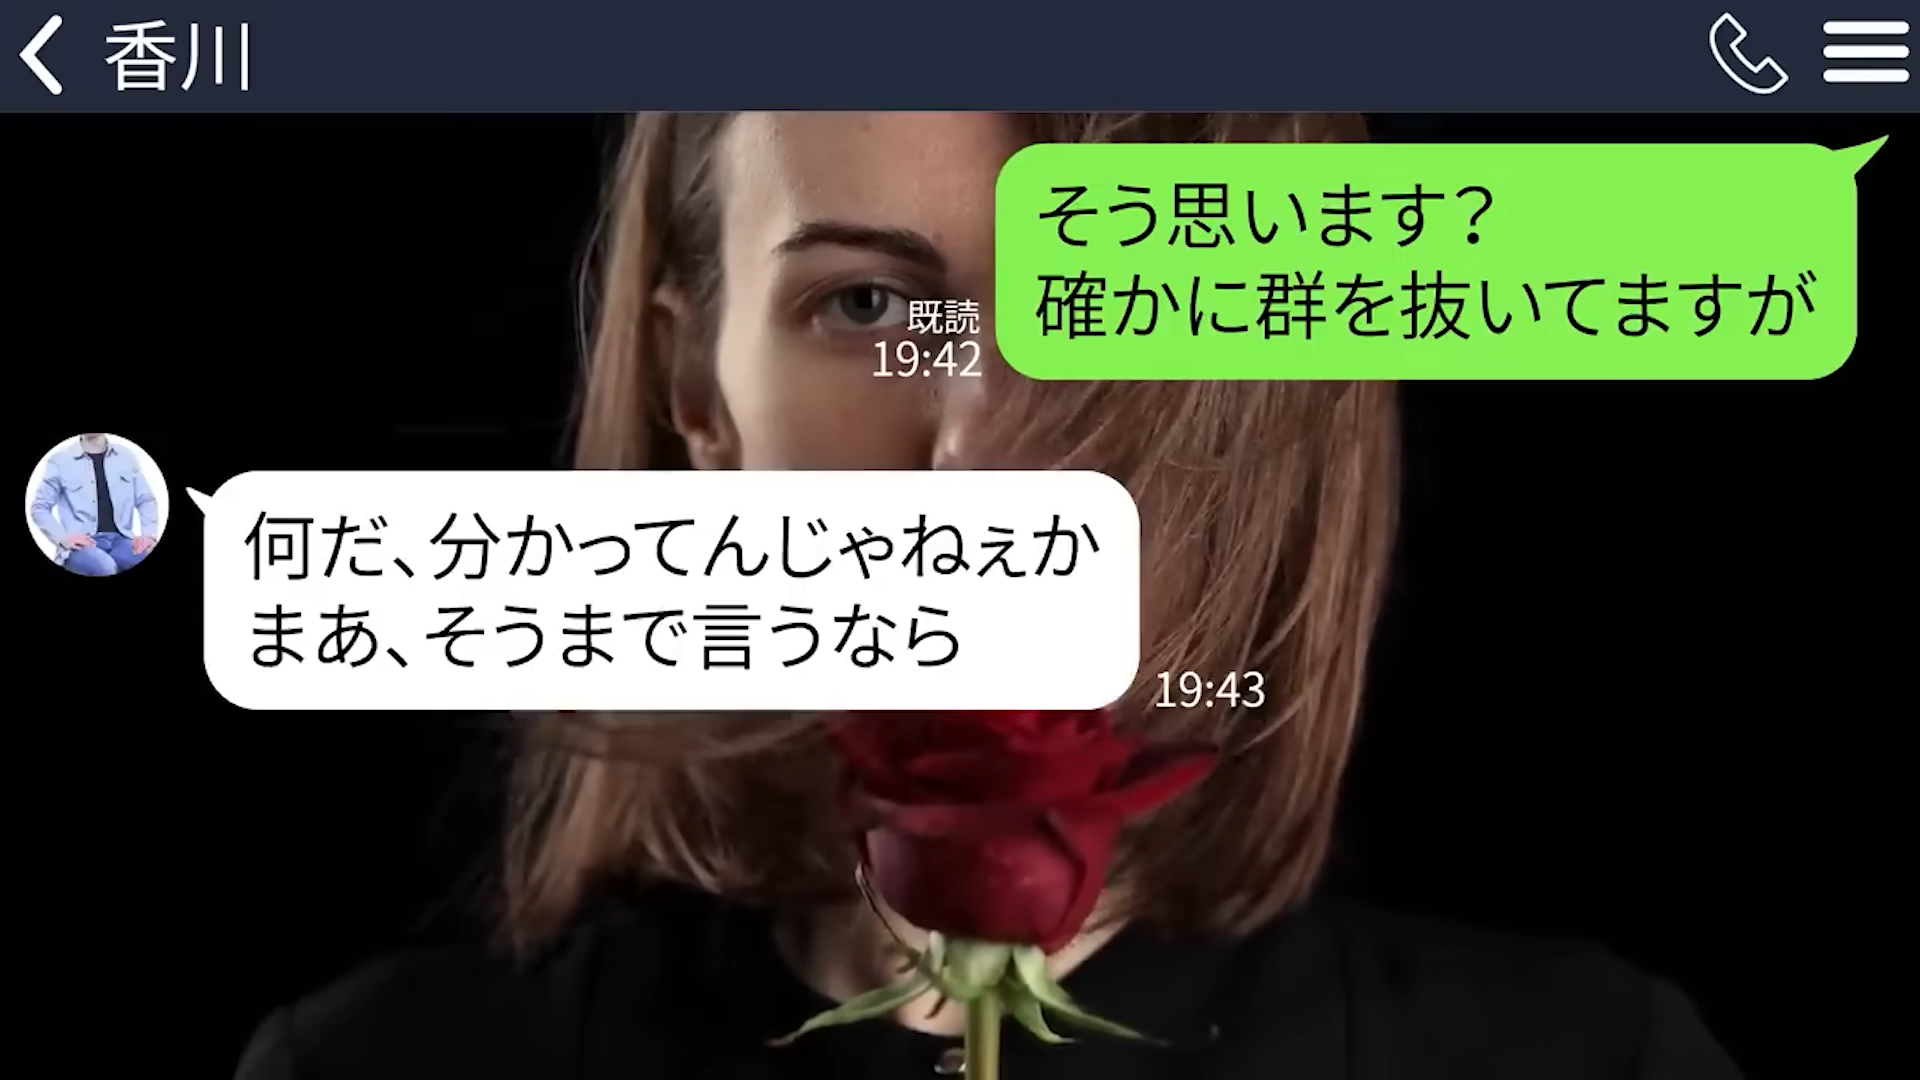 香川
そう思います?
確かに群を抜いてますが
既読
19:42
何だ、分かってんじゃねぇか
まあ、そうまで言うなら
19:43